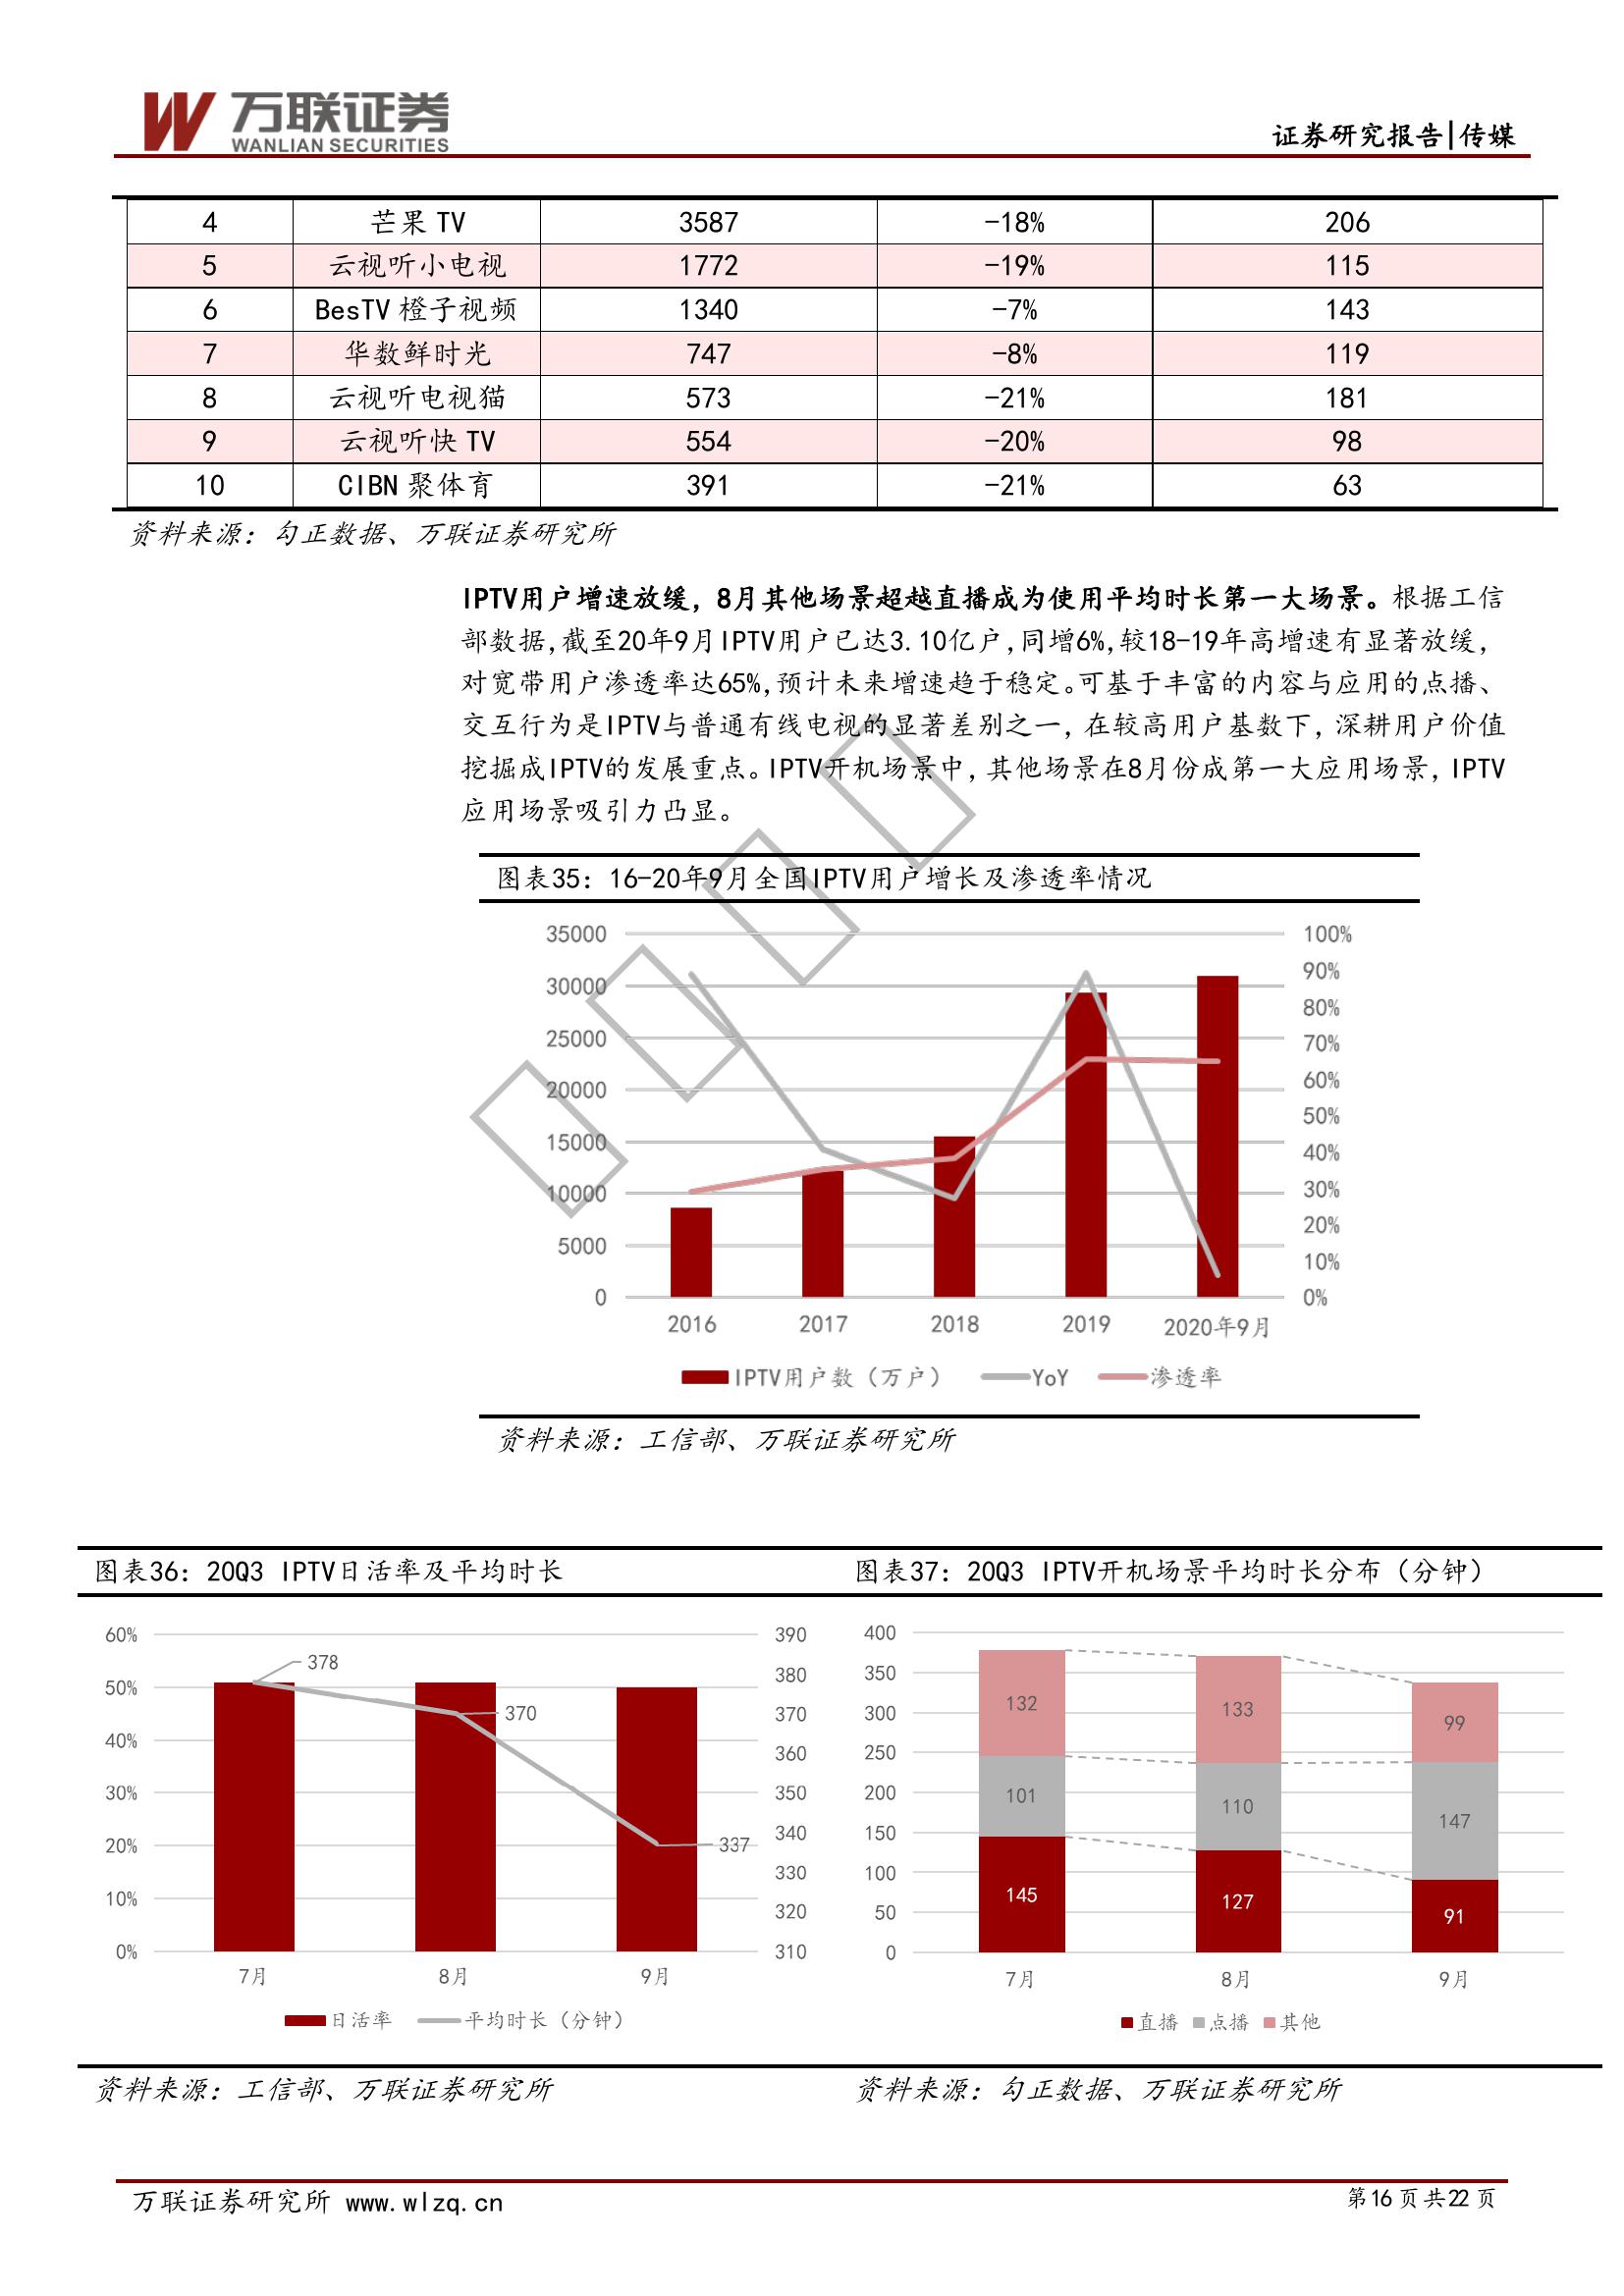 万联证券
WANLIAN SECURITIES
证券研究报告|传媒
4 芒果 TV 3587 -18% 206
5 云视听小电视 1772 -19% 115
6 BesTV 橙子视频 1340 -7% 143
7 华数鲜时光 747 -8% 119
8 云视听电视猫 573 -21% 181
9 云视听快 TV 554 -20% 98
10 CIBN 聚体育 391 -21% 63
资料来源：勾正数据、万联证券研究所
IPTV用户增速放缓，8月其他场景超越直播成为使用平均时长第一大场景。根据工信
部数据,截至20年9月IPTV用户已达3.10亿户,同增6%,较18-19年高增速有显著放缓，
对宽带用户渗透率达65%,预计未来增速趋于稳定。可基于丰富的内容与应用的点播、
交互行为是IPTV与普通有线电视的显著差别之一，在较高用户基数下，深耕用户价值
挖掘成IPTV的发展重点。IPTV开机场景中，其他场景在8月份成第一大应用场景，IPTV
应用场景吸引力凸显。
图表35：16-20年9月全国IPTV用户增长及渗透率情况
35000 100%
90%
30000
80%
25000 70%
20000 60%
50%
15000
40%
10000 30%
20%
5000
10%
0 0%
2016 2017 2018 2019 2020年9月
IPTV用户数（万户） YoY 渗透率
资料来源：工信部、万联证券研究所
图表36：20Q3 IPTV日活率及平均时长
60% 390
378
380
50%
370 370
40%
360
30% 350
20% 337 340
330
10%
320
0% 310
7月 8月 9月
日活率 平均时长（分钟）
资料来源：工信部、万联证券研究所
图表37：20Q3 IPTV开机场景平均时长分布（分钟）
400
350
132 133 99
300
250
200
101 110 147
150
100
145 127 91
50
0
7月 8月 9月
直播 点播 其他
资料来源：勾正数据、万联证券研究所
万联证券研究所 www.wlzq.cn
第16页共22页